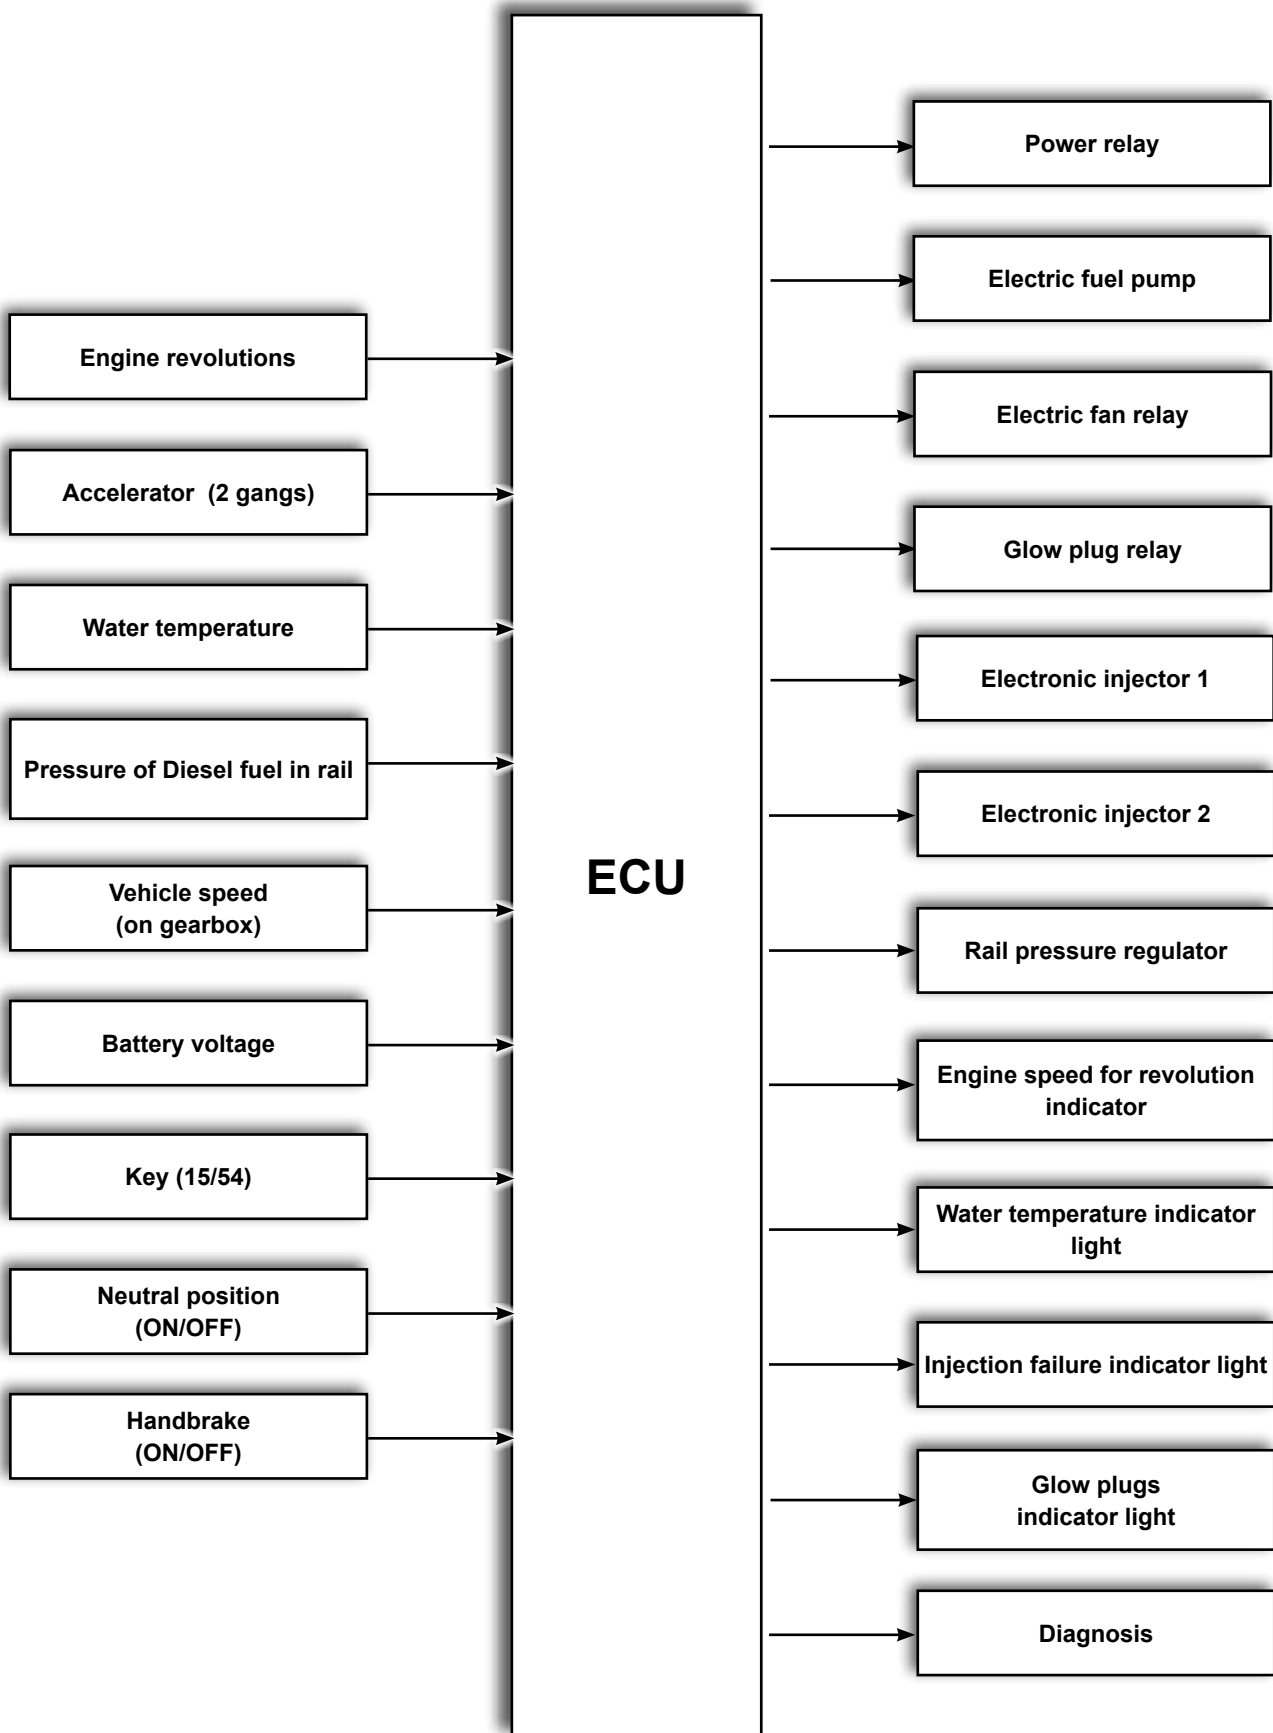 Engine revolutions
Accelerator (2 gangs)
Water temperature
Pressure of Diesel fuel in rail
Vehicle speed
(on gearbox)
Battery voltage
Key (15/54)
Neutral position
(ON/OFF)
Handbrake
(ON/OFF)
ECU
Power relay
Electric fuel pump
Electric fan relay
Glow plug relay
Electronic injector 1
Electronic injector 2
Rail pressure regulator
Engine speed for revolution
indicator
Water temperature indicator
light
Injection failure indicator light
Glow plugs
indicator light
Diagnosis